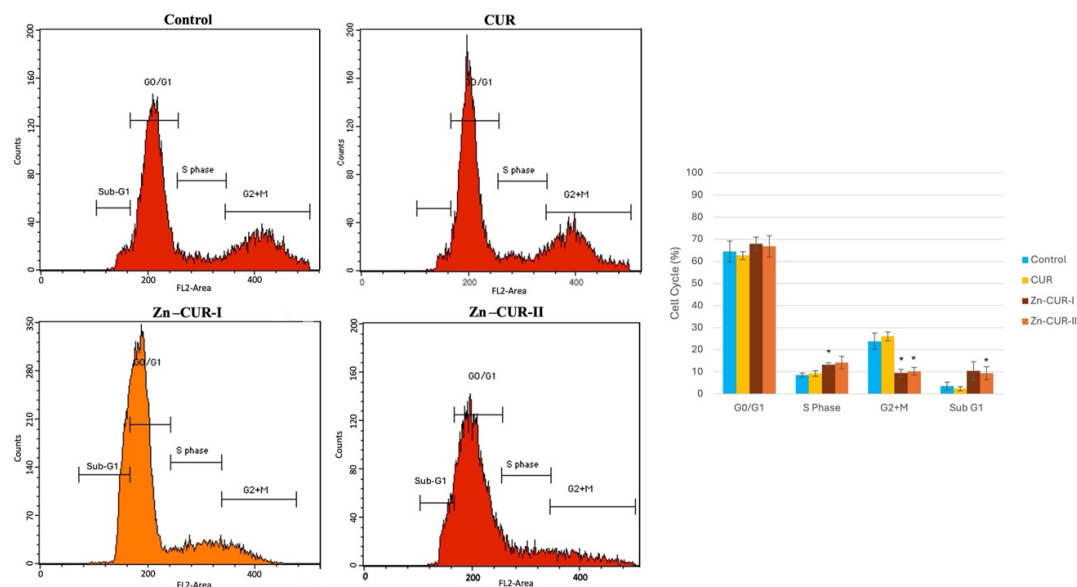 Control
200
160
120
80
40
0
Counts
G0/G1
Sub-G1
S phase
G2+M
0
200
400
FL2-Area
CUR
200
160
120
80
40
0
Counts
S phase
G2+M
0
200
400
FL2-Area
Zn-CUR-I
350
280
210
140
70
0
Counts
G0/G1
Sub-G1
S phase
G2+M
0
200
400
FL2-Area
Zn-CUR-II
200
160
120
80
40
0
Counts
G0/G1
Sub-G1
S phase
G2+M
0
200
400
FL2-Area
100
90
80
70
60
50
40
30
20
10
0
Cell Cycle (%)
*
* *
*
G0/G1 S Phase G2+M Sub G1
Control
CUR
Zn-CUR-I
Zn-CUR-II